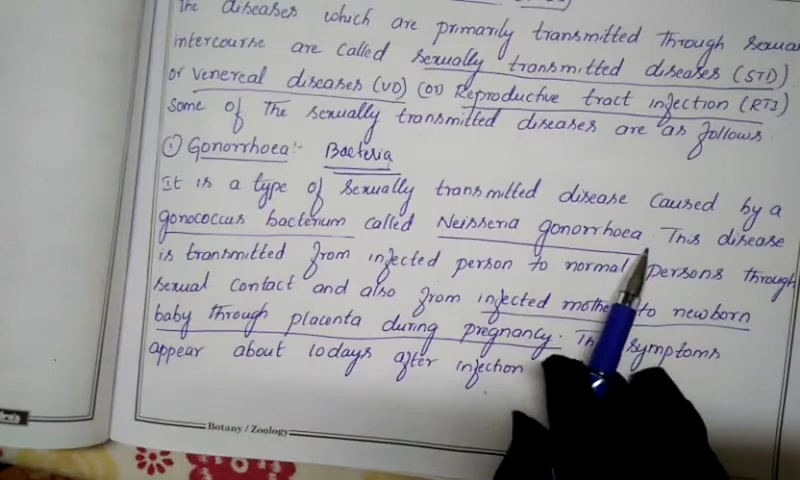 The diseases which are primarily transmitted through sexual
intercourse are called sexually transmitted diseases (STD)
or venereal diseases (VD) (or) Reproductive tract infection (RTI)
Some of the sexually transmitted diseases are as follows.
① Gonorrhoea:- Bacteria
It is a type of sexually transmitted disease caused by a
gonococcus bacterium called Neisseria gonorrhoea. This disease
is transmitted from infected person to normal persons through
sexual contact and also from infected mother to newborn
baby through placenta during pregnancy. The symptoms
appear about 10days after infection
Botany / Zoology